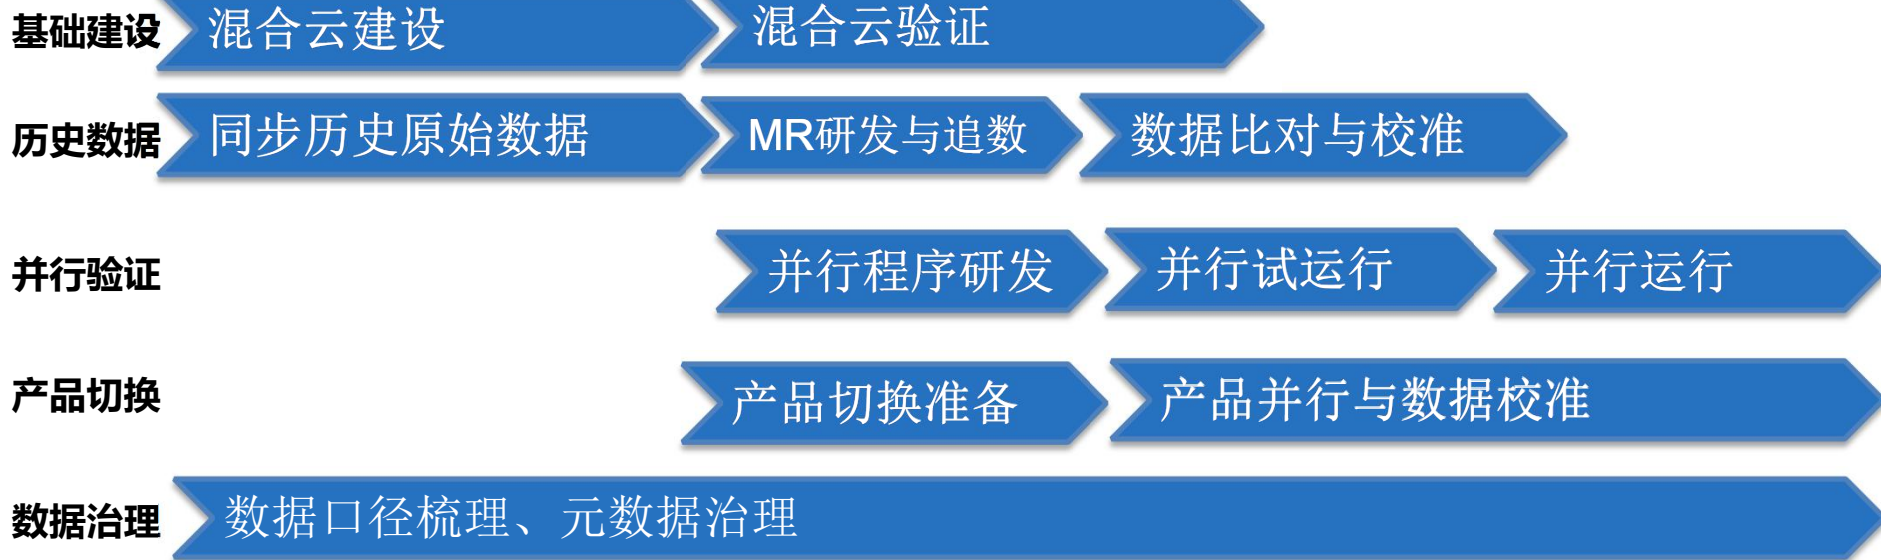 基础建设 混合云建设 混合云验证
历史数据 同步历史原始数据 MR研发与追数 数据比对与校准
并行验证 并行程序研发 并行试运行 并行运行
产品切换 产品切换准备 产品并行与数据校准
数据治理 数据口径梳理、元数据治理